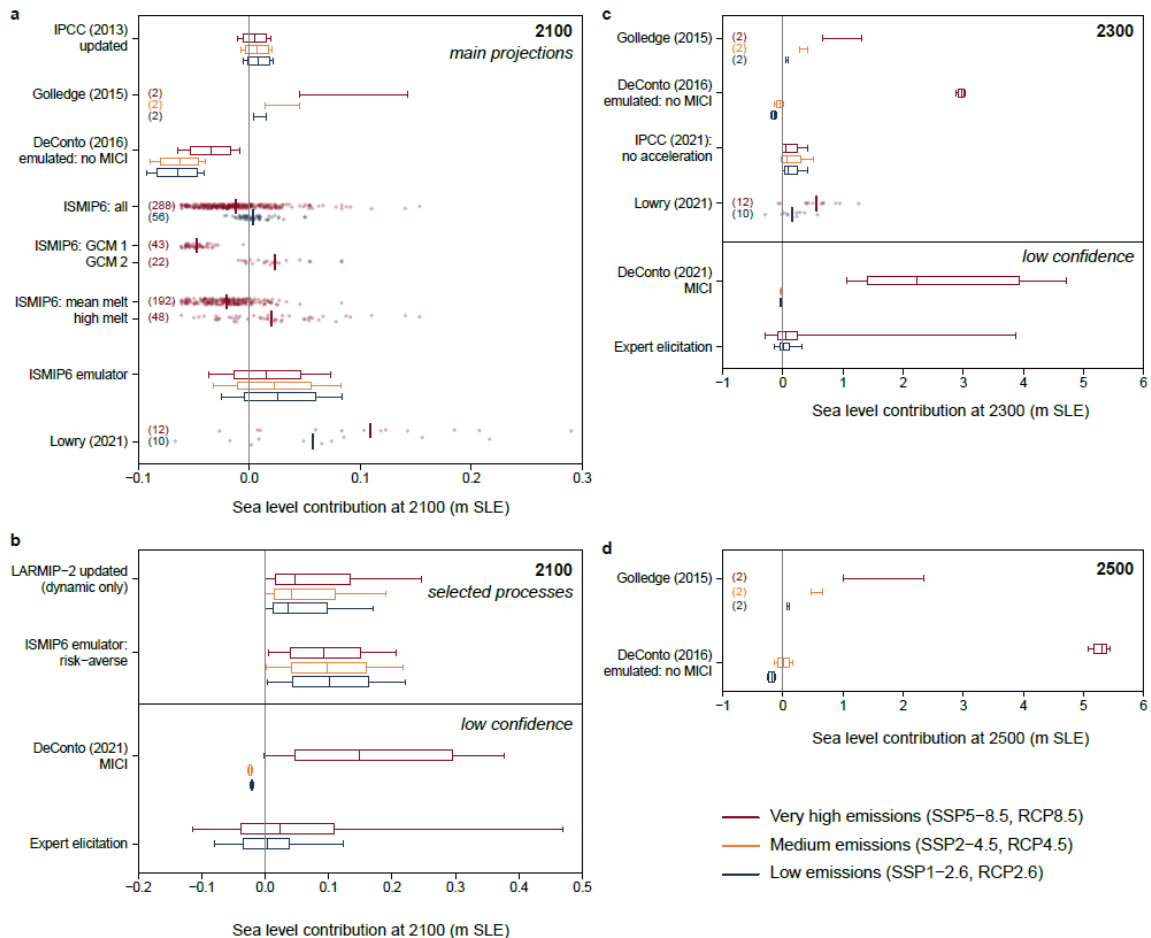 a
2100
main projections
IPCC (2013)
updated
Golledge (2015)
(2)
(2)
(2)
DeConto (2016)
emulated: no MICI
ISMIP6: all
(288)
(56)
ISMIP6: GCM 1
(43)
GCM 2
(22)
ISMIP6: mean melt
(192)
high melt
(48)
ISMIP6 emulator
Lowry (2021)
(12)
(10)
−0.1 0.0 0.1 0.2 0.3
Sea level contribution at 2100 (m SLE)
b
2100
selected processes
LARMIP−2 updated
(dynamic only)
ISMIP6 emulator:
risk−averse
low confidence
DeConto (2021)
MICI
Expert elicitation
−0.2 −0.1 0.0 0.1 0.2 0.3 0.4 0.5
Sea level contribution at 2100 (m SLE)
c
2300
Golledge (2015)
(2)
(2)
(2)
DeConto (2016)
emulated: no MICI
IPCC (2021):
no acceleration
Lowry (2021)
(12)
(10)
low confidence
DeConto (2021)
MICI
Expert elicitation
−1 0 1 2 3 4 5 6
Sea level contribution at 2300 (m SLE)
d
2500
Golledge (2015)
(2)
(2)
(2)
DeConto (2016)
emulated: no MICI
−1 0 1 2 3 4 5 6
Sea level contribution at 2500 (m SLE)
Very high emissions (SSP5−8.5, RCP8.5)
Medium emissions (SSP2−4.5, RCP4.5)
Low emissions (SSP1−2.6, RCP2.6)